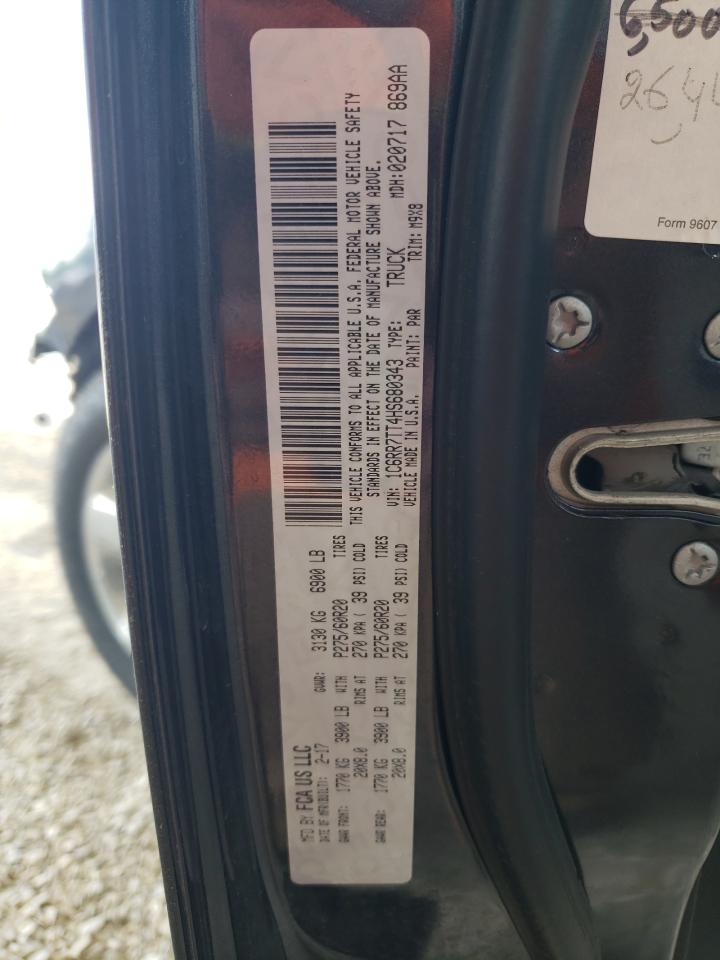 MFD BY FCA US LLC
DATE OF MFR(BUILT): 2-17 GVWR: 3130 KG 6900 LB
GAWR FRONT: 1770 KG 3900 LB WITH P275/60R20 TIRES
20X8.0 RIMS AT 270 KPA ( 39 PSI) COLD
GAWR REAR: 1770 KG 3900 LB WITH P275/60R20 TIRES
20X8.0 RIMS AT 270 KPA ( 39 PSI) COLD
THIS VEHICLE CONFORMS TO ALL APPLICABLE U.S.A. FEDERAL MOTOR VEHICLE SAFETY
STANDARDS IN EFFECT ON THE DATE OF MANUFACTURE SHOWN ABOVE.
VIN: 1C6RR7TT4HS680343 TYPE: TRUCK MDH:020717 869AA
VEHICLE MADE IN U.S.A. PAINT: PAR TRIM: M9X8
6,500
Form 9607
32